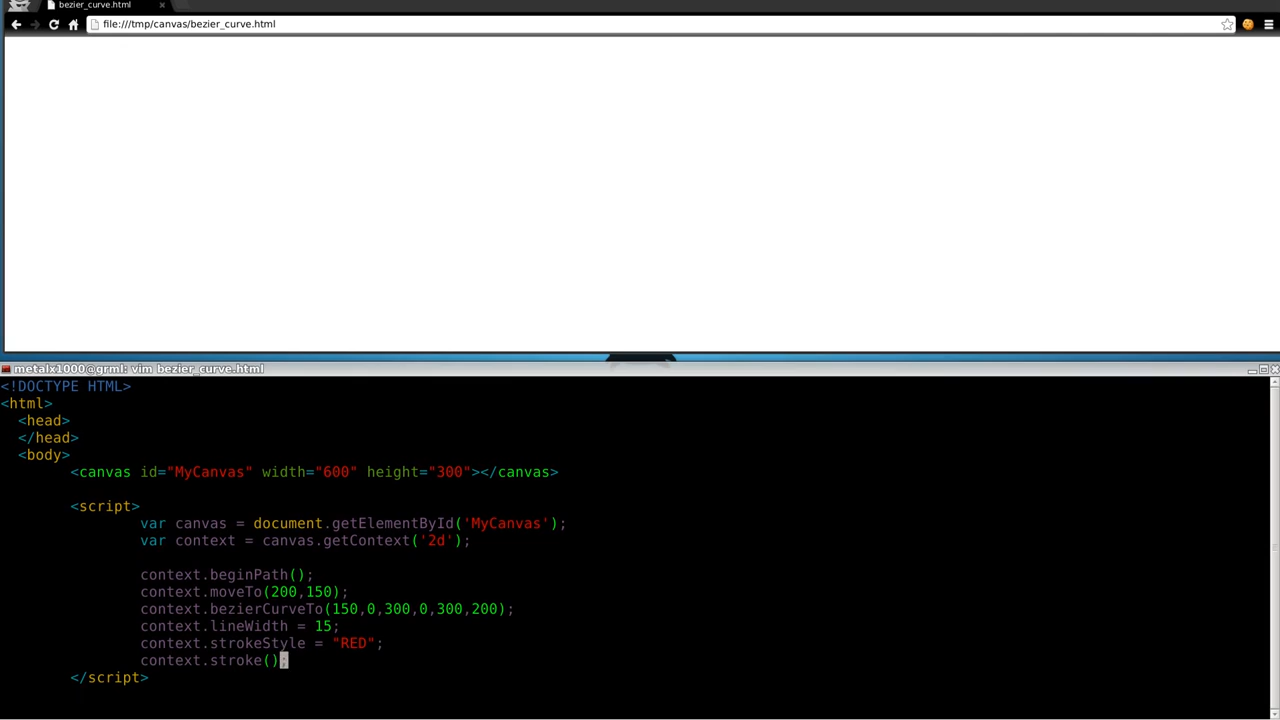 bezier_curve.html
file:///tmp/canvas/bezier_curve.html
metalx1000@grml: vim bezier_curve.html
<!DOCTYPE HTML>
<html>
  <head>
  </head>
  <body>
        <canvas id="MyCanvas" width="600" height="300"></canvas>
        <script>
                var canvas = document.getElementById('MyCanvas');
                var context = canvas.getContext('2d');
                context.beginPath();
                context.moveTo(200,150);
                context.bezierCurveTo(150,0,300,0,300,200);
                context.lineWidth = 15;
                context.strokeStyle = "RED";
                context.stroke();
        </script>